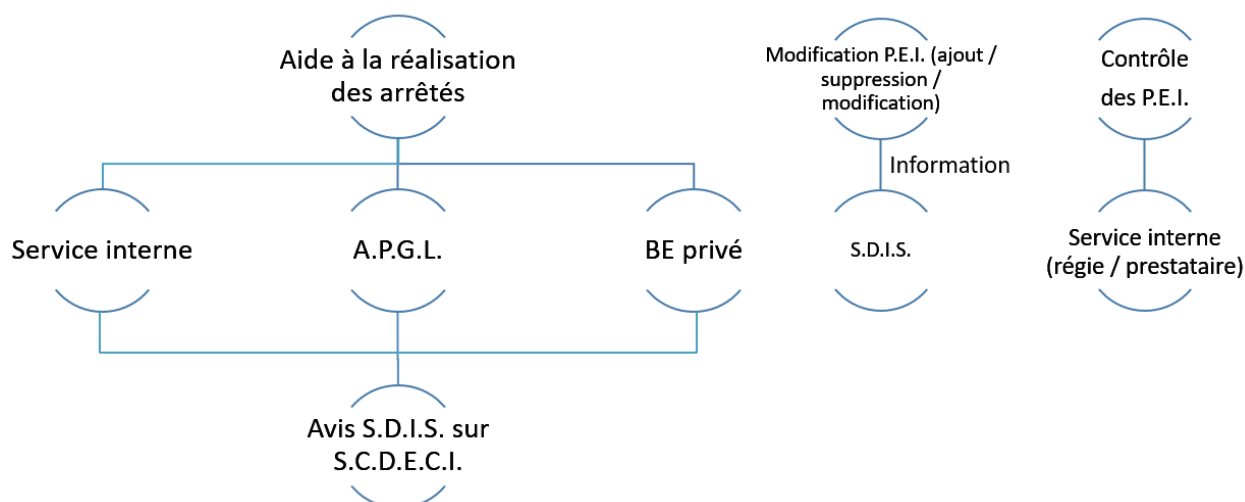 Aide à la réalisation
des arrêtés
Service interne
A.P.G.L.
BE privé
Avis S.D.I.S. sur
S.C.D.E.C.I.
Modification P.E.I. (ajout /
suppression /
modification)
Information
S.D.I.S.
Contrôle
des P.E.I.
Service interne
(régie / prestataire)